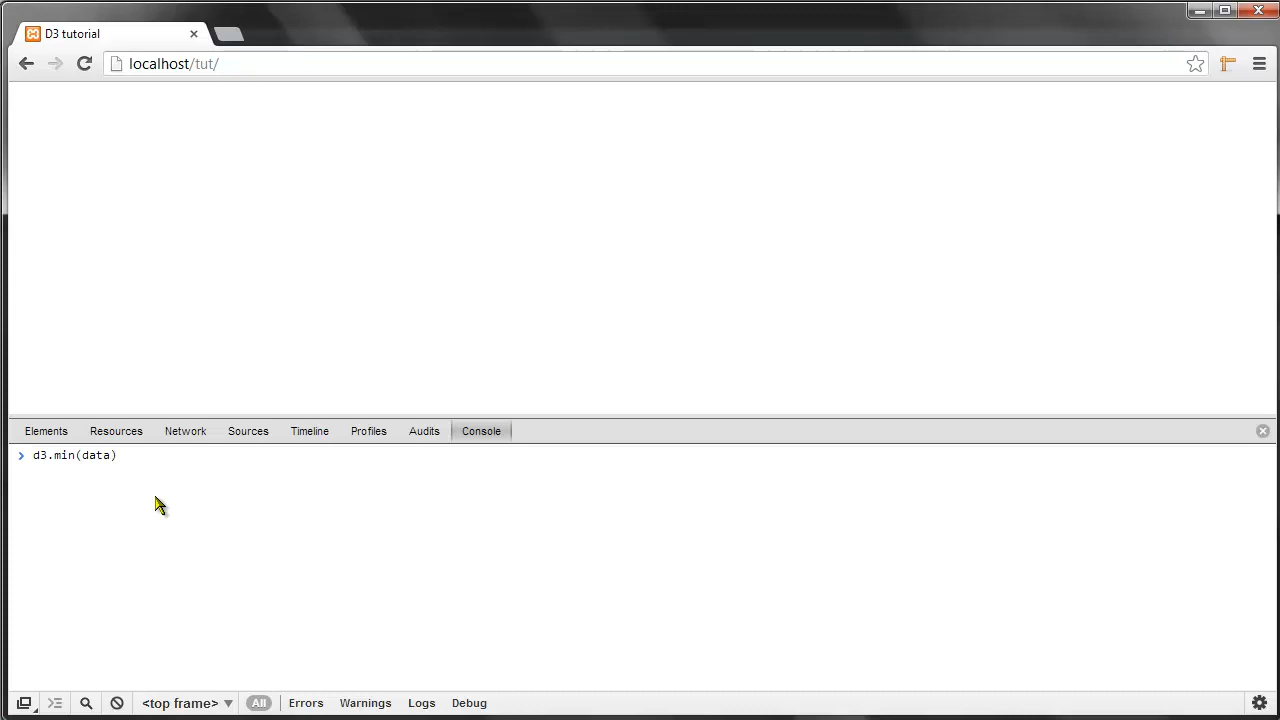 D3 tutorial
localhost/tut/
Elements Resources Network Sources Timeline Profiles Audits Console
d3.min(data)
<top frame> All Errors Warnings Logs Debug